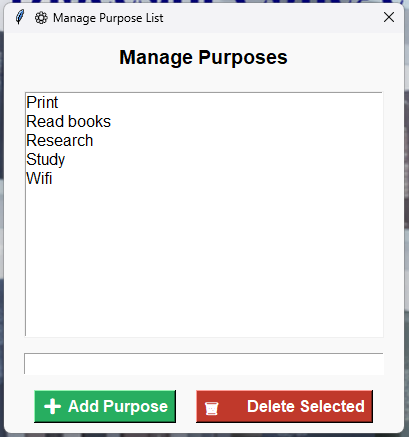 Manage Purpose List
Manage Purposes
Print
Read books
Research
Study
Wifi
Add Purpose
Delete Selected